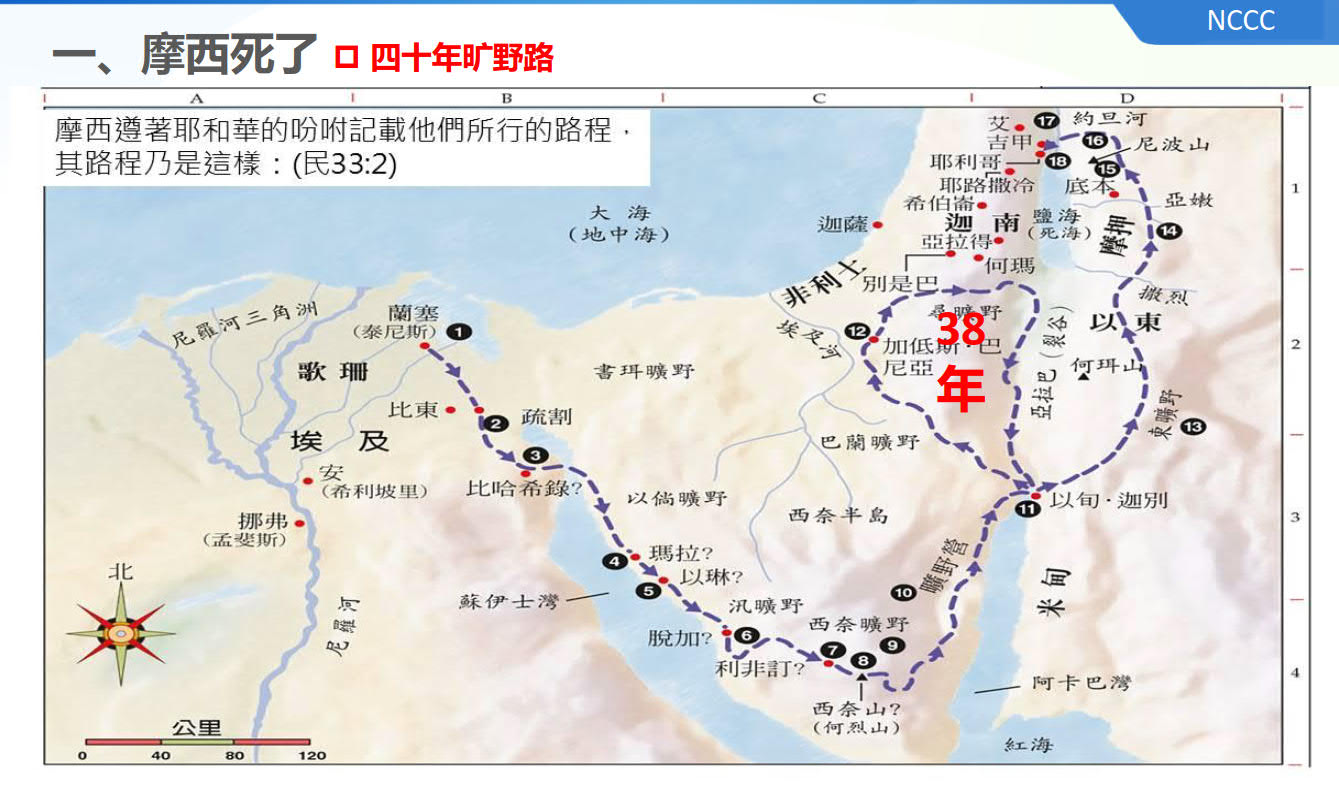 NCCC
一、摩西死了 口 四十年旷野路
A B C D
摩西遵著耶和華的吩咐記載他們所行的路程，
其路程乃是這樣：(民33:2)
1
2
3
4
大 海
(地中海)
艾
17
約旦河
吉甲
16
尼波山
耶利哥
18
15
耶路撒冷
底本
希伯崙
亞嫩
迦薩
迦 南
鹽海
(死海)
摩押
14
亞拉得
何瑪
別是巴
非利士
撒烈
尼羅河三角洲
蘭塞
(泰尼斯)
1
埃及河
12
尋曠野
38
年
加低斯·巴
尼亞
亞拉巴(裂谷)
以 東
何珥山
歌 珊
書珥曠野
比東
2
疏割
巴蘭曠野
東曠野
13
埃 及
3
安
(希利坡里)
比哈希錄?
以倘曠野
西奈半島
11
以旬·迦別
挪弗
(孟斐斯)
4
瑪拉?
5
以琳?
曠野營
10
米甸
北
蘇伊士灣
尼羅河
汛曠野
西奈曠野
脫加?
6
7
8
9
利非訂?
西奈山?
(何烈山)
阿卡巴灣
紅海
公里
0 40 80 120